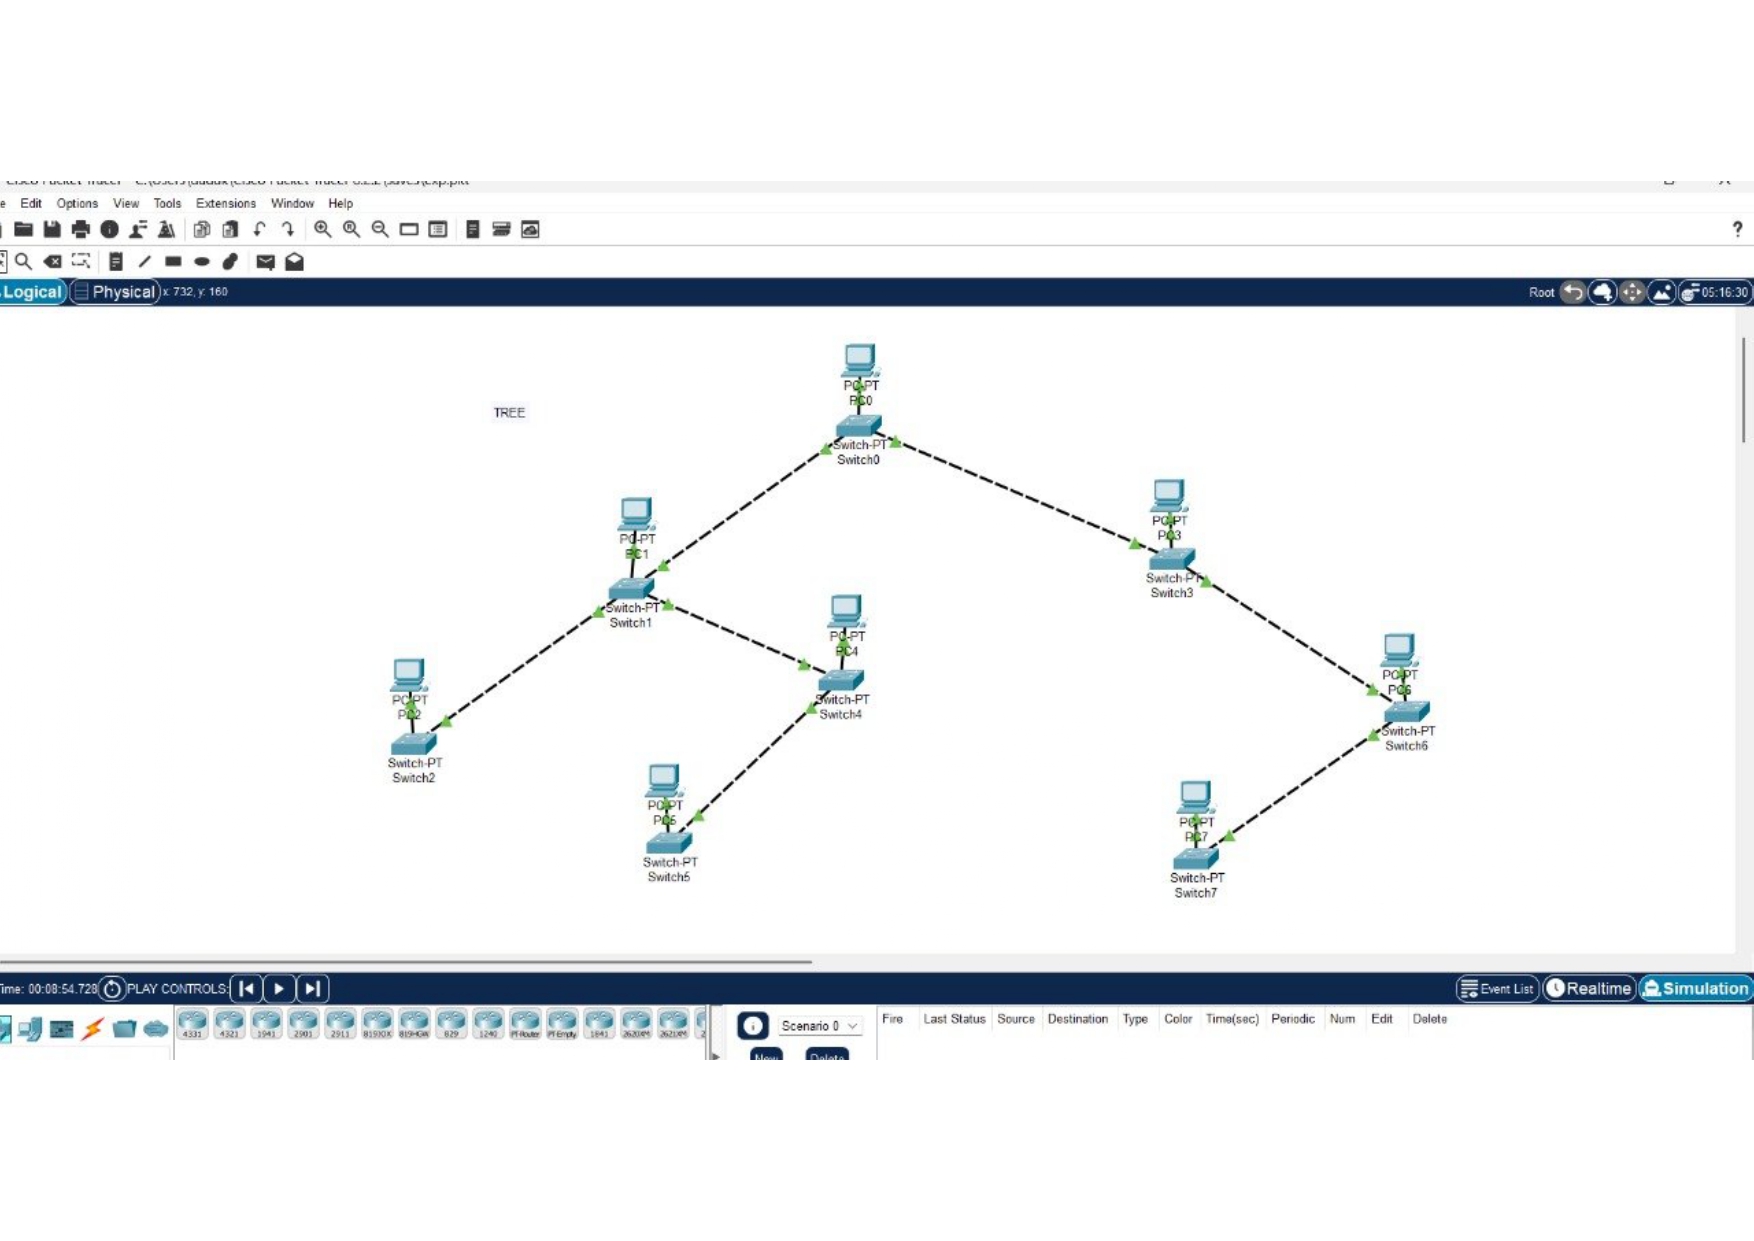 Edit Options View Tools Extensions Window Help
?
Logical Physical x: 732, y: 160
Root 05:16:30
TREE
PC-PT
PC0
Switch-PT
Switch0
PC-PT
PC1
Switch-PT
Switch1
PC-PT
PC3
Switch-PT
Switch3
PC-PT
PC4
Switch-PT
Switch4
PC-PT
PC2
Switch-PT
Switch2
PC-PT
PC6
Switch-PT
Switch6
PC-PT
PC5
Switch-PT
Switch5
PC-PT
PC7
Switch-PT
Switch7
Time: 00:08:54.728 PLAY CONTROLS:
Event List Realtime Simulation
4331 4321 1941 2901 2911 819IOX 819HGW 829 1240 PT-Router PT-Empty 1841 2620XM 2621XM
Scenario 0
New Delete
Fire Last Status Source Destination Type Color Time(sec) Periodic Num Edit Delete